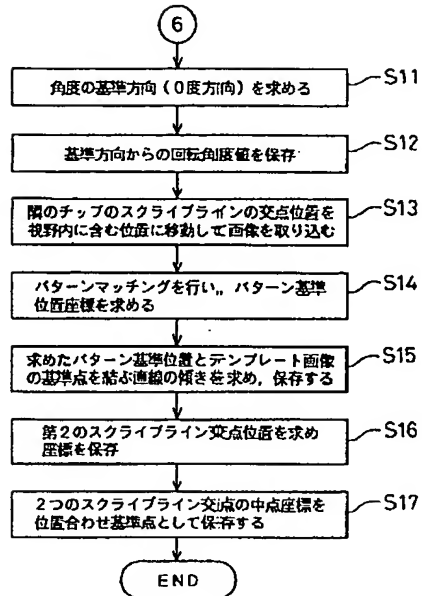 6
角度の基準方向（0度方向）を求める
S11
基準方向からの回転角度値を保存
S12
隣のチップのスクライブラインの交点位置を
視野内に含む位置に移動して画像を取り込む
S13
パターンマッチングを行い、パターン基準
位置座標を求める
S14
求めたパターン基準位置とテンプレート画像
の基準点を結ぶ直線の傾きを求め，保存する
S15
第2のスクライブライン交点位置を求め
座標を保存
S16
2つのスクライブライン交点の中点座標を
位置合わせ基準点として保存する
S17
END